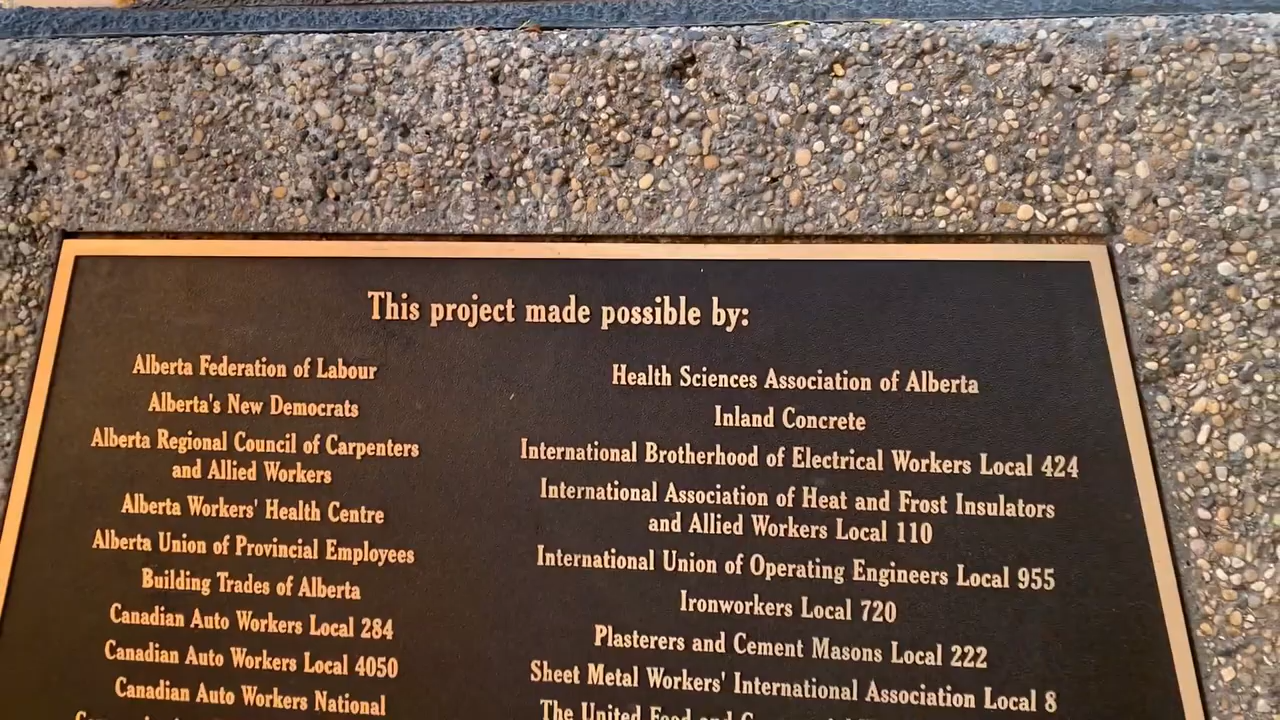 This project made possible by:
Alberta Federation of Labour
Alberta's New Democrats
Alberta Regional Council of Carpenters
and Allied Workers
Alberta Workers' Health Centre
Alberta Union of Provincial Employees
Building Trades of Alberta
Canadian Auto Workers Local 284
Canadian Auto Workers Local 4050
Canadian Auto Workers National
Health Sciences Association of Alberta
Inland Concrete
International Brotherhood of Electrical Workers Local 424
International Association of Heat and Frost Insulators
and Allied Workers Local 110
International Union of Operating Engineers Local 955
Ironworkers Local 720
Plasterers and Cement Masons Local 222
Sheet Metal Workers' International Association Local 8
The United Food and